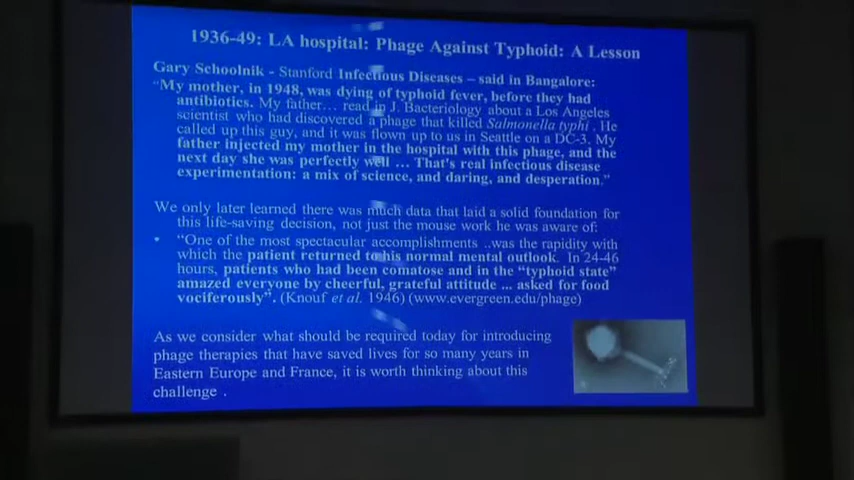 1936-49: LA hospital: Phage Against Typhoid: A Lesson
Gary Schoolnik - Stanford Infectious Diseases – said in Bangalore:
“My mother, in 1948, was dying of typhoid fever, before they had
antibiotics. My father… read in J. Bacteriology about a Los Angeles
scientist who had discovered a phage that killed Salmonella typhi . He
called up this guy, and it was flown up to us in Seattle on a DC-3. My
father injected my mother in the hospital with this phage, and the
next day she was perfectly well … That's real infectious disease
experimentation: a mix of science, and daring, and desperation.”
We only later learned there was much data that laid a solid foundation for
this life-saving decision, not just the mouse work he was aware of:
• “One of the most spectacular accomplishments ..was the rapidity with
which the patient returned to his normal mental outlook. In 24-46
hours, patients who had been comatose and in the “typhoid state”
amazed everyone by cheerful, grateful attitude ... asked for food
vociferously”. (Knouf et al. 1946) (www.evergreen.edu/phage)
As we consider what should be required today for introducing
phage therapies that have saved lives for so many years in
Eastern Europe and France, it is worth thinking about this
challenge .